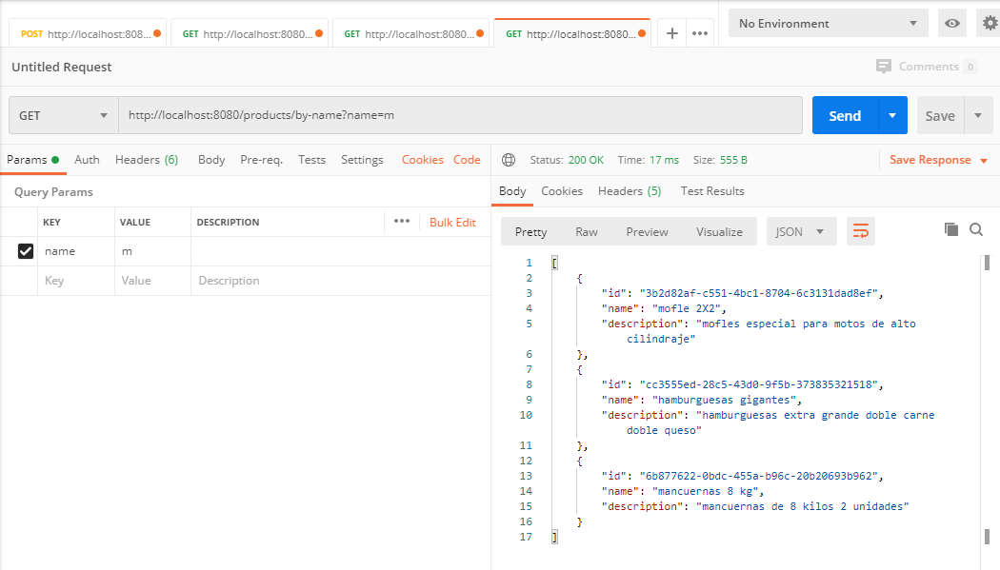 POST http://localhost:808... GET http://localhost:8080... GET http://localhost:8080... GET http://localhost:8080... + ••• No Environment
Untitled Request Comments 0
GET http://localhost:8080/products/by-name?name=m Send Save
Params Auth Headers (6) Body Pre-req. Tests Settings Cookies Code
Status: 200 OK Time: 17 ms Size: 555 B Save Response
Query Params
KEY VALUE DESCRIPTION ••• Bulk Edit
name m
Key Value Description
Body Cookies Headers (5) Test Results
Pretty Raw Preview Visualize JSON
1 [
2 {
3 "id": "3b2d82af-c551-4bc1-8704-6c3131dad8ef",
4 "name": "mofle 2X2",
5 "description": "mofles especial para motos de alto
cilindraje"
6 },
7 {
8 "id": "cc3555ed-28c5-43d0-9f5b-373835321518",
9 "name": "hamburguesas gigantes",
10 "description": "hamburguesas extra grande doble carne
doble queso"
11 },
12 {
13 "id": "6b877622-0bdc-455a-b96c-20b20693b962",
14 "name": "mancuernas 8 kg",
15 "description": "mancuernas de 8 kilos 2 unidades"
16 }
17 ]